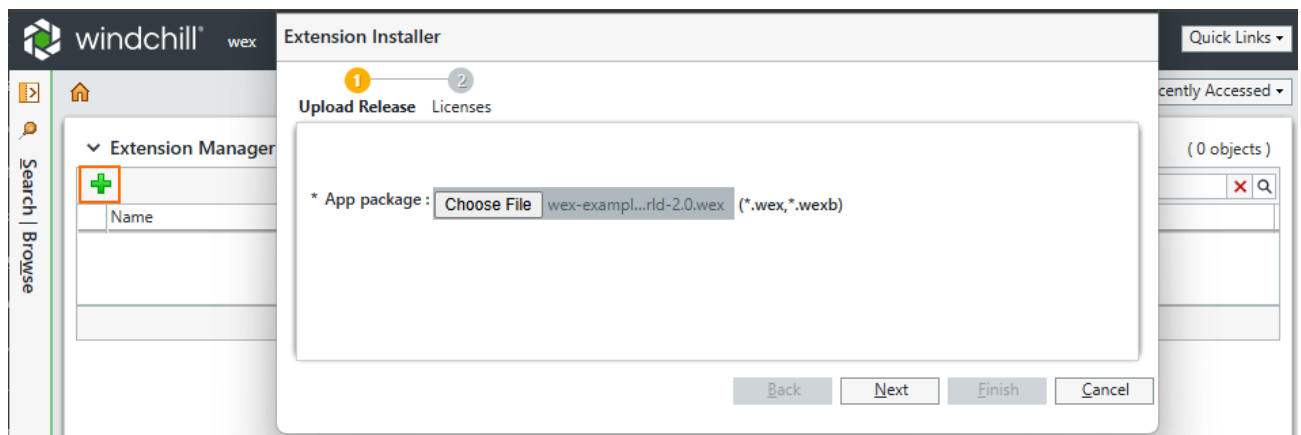 windchill® wex
Extension Installer
Quick Links
1 2
Upload Release Licenses
cently Accessed
Search | Browse
Extension Manager
( 0 objects )
Name
* App package : Choose File wex-exampl...rld-2.0.wex (*.wex,*.wexb)
Back Next Finish Cancel